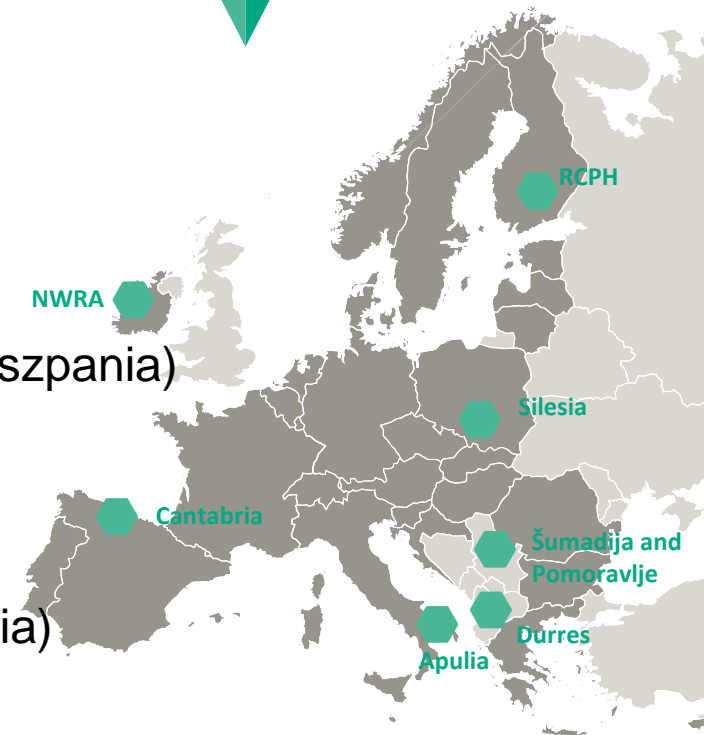 RCPH
NWRA
szpania)
Silesia
Cantabria
Šumadija and
Pomoravlje
ia)
Durres
Apulia